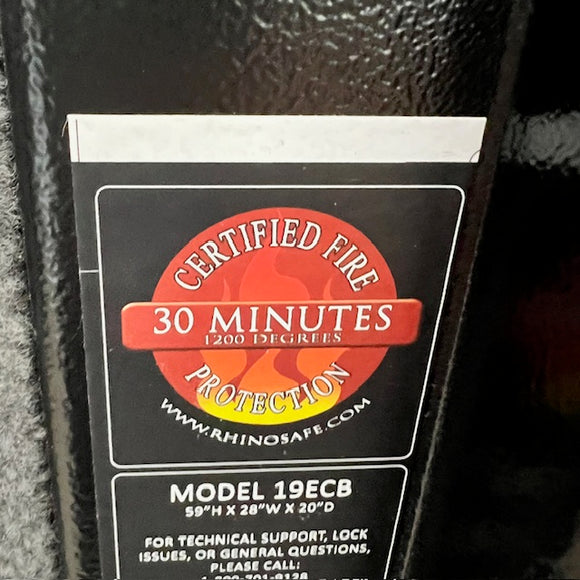 CERTIFIED FIRE
30 MINUTES
1200 DEGREES
PROTECTION
WWW.RHINOSAFE.COM
MODEL 19ECB
59"H X 28"W X 20"D
FOR TECHNICAL SUPPORT, LOCK
ISSUES, OR GENERAL QUESTIONS,
PLEASE CALL: